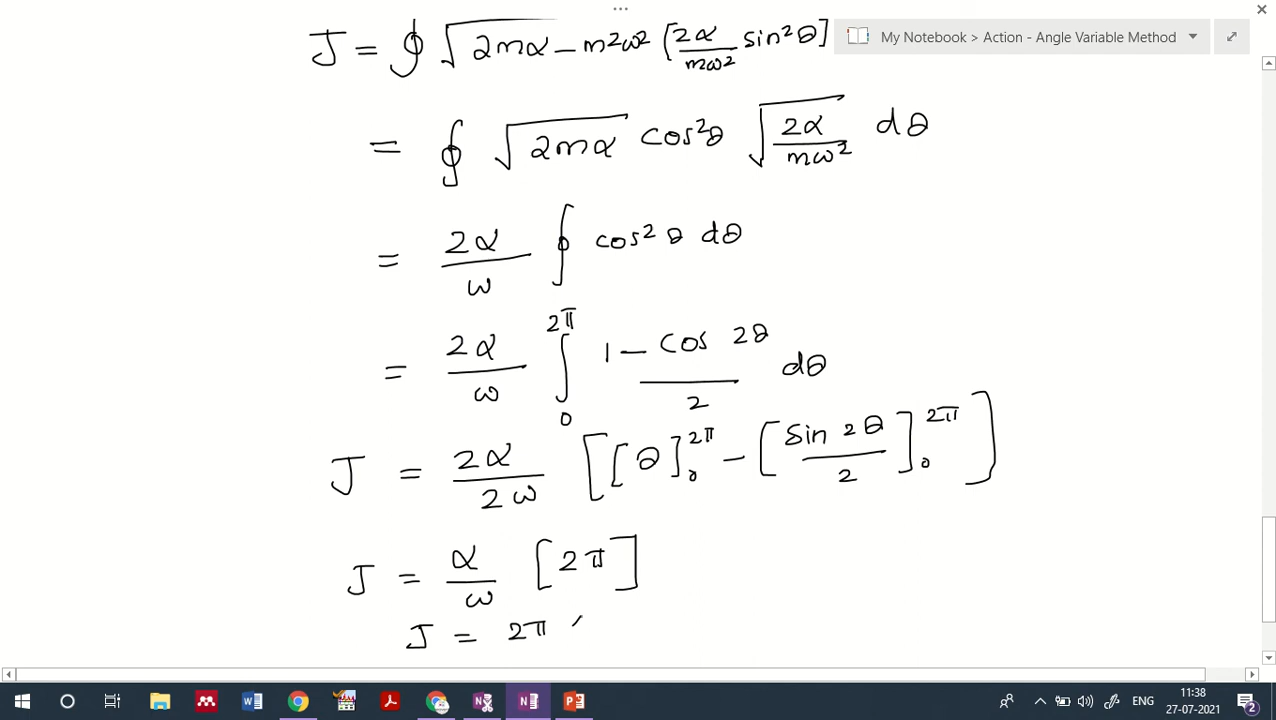 ...
J = ∮ √2mα – m²ω² [2α/mω² sin²θ]
My Notebook > Action - Angle Variable Method
= ∮ √2mα cos²θ √2α/mω² dθ
= 2α/ω ∮ cos²θ dθ
= 2α/ω ∫₀^2π 1 – cos 2θ/2 dθ
J = 2α/2ω [[θ]₀^2π – [sin 2θ/2]₀^2π]
J = α/ω [2π]
J = 2π
ENG
11:38
27-07-2021
2